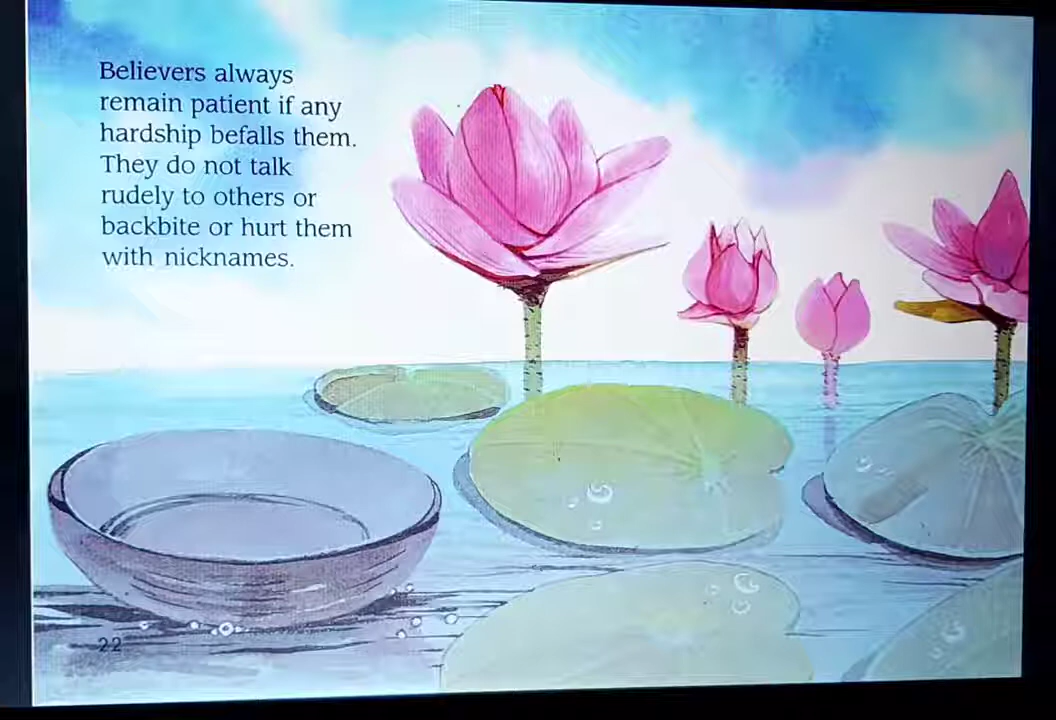 Believers always
remain patient if any
hardship befalls them.
They do not talk
rudely to others or
backbite or hurt them
with nicknames.
22